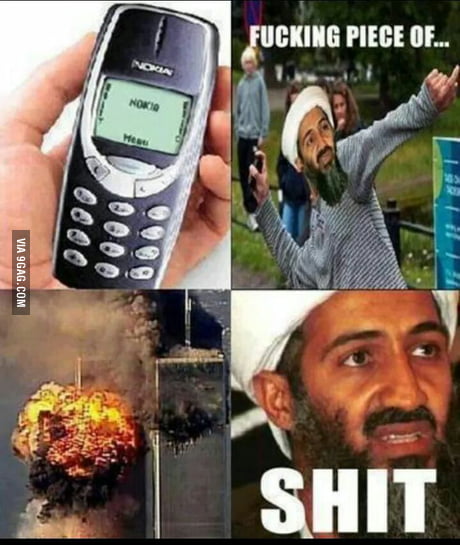 FUCKING PIECE OF...
NOKIA
NOKIA
Menu
VIA 9GAG.COM
SHIT